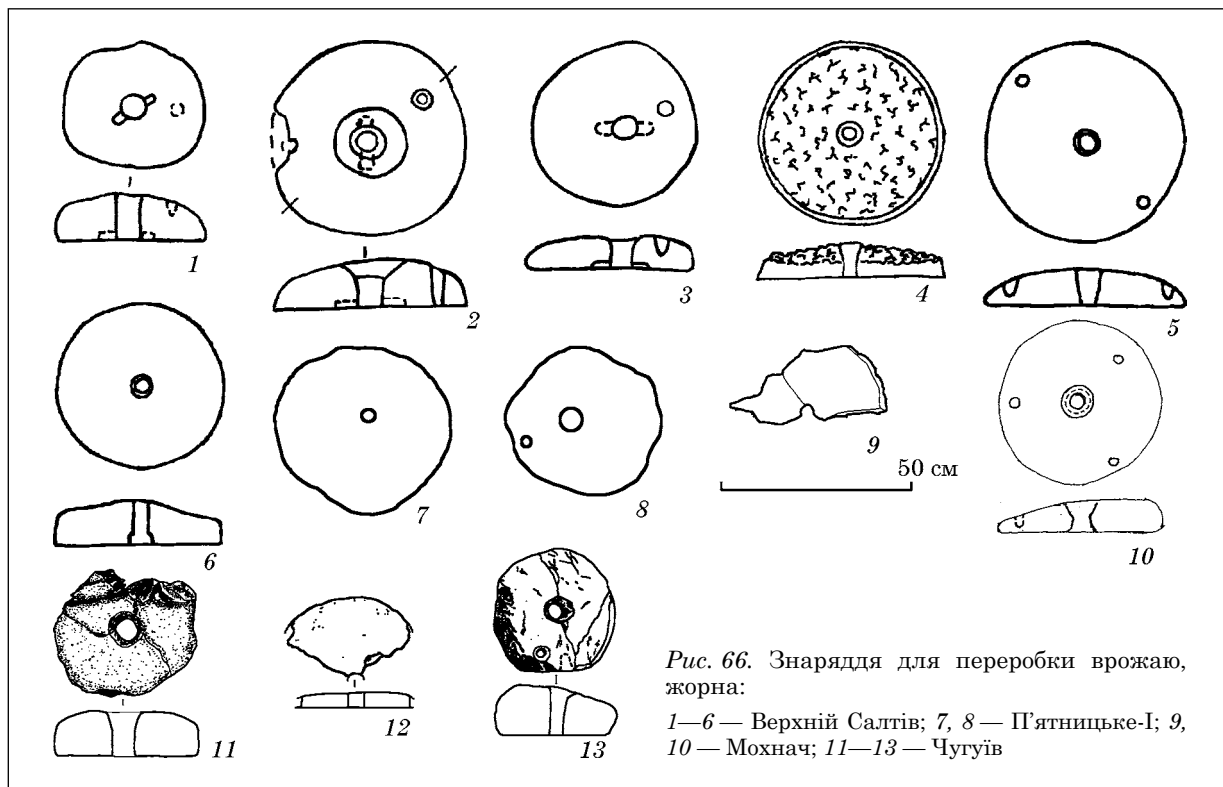 1
2
3
4
5
6
7
8
9
50 см
10
11
12
13
Рис. 66. Знаряддя для переробки врожаю,
жорна:
1—6 — Верхній Салтів; 7, 8 — П'ятницьке-І; 9,
10 — Мохнач; 11—13 — Чугуїв